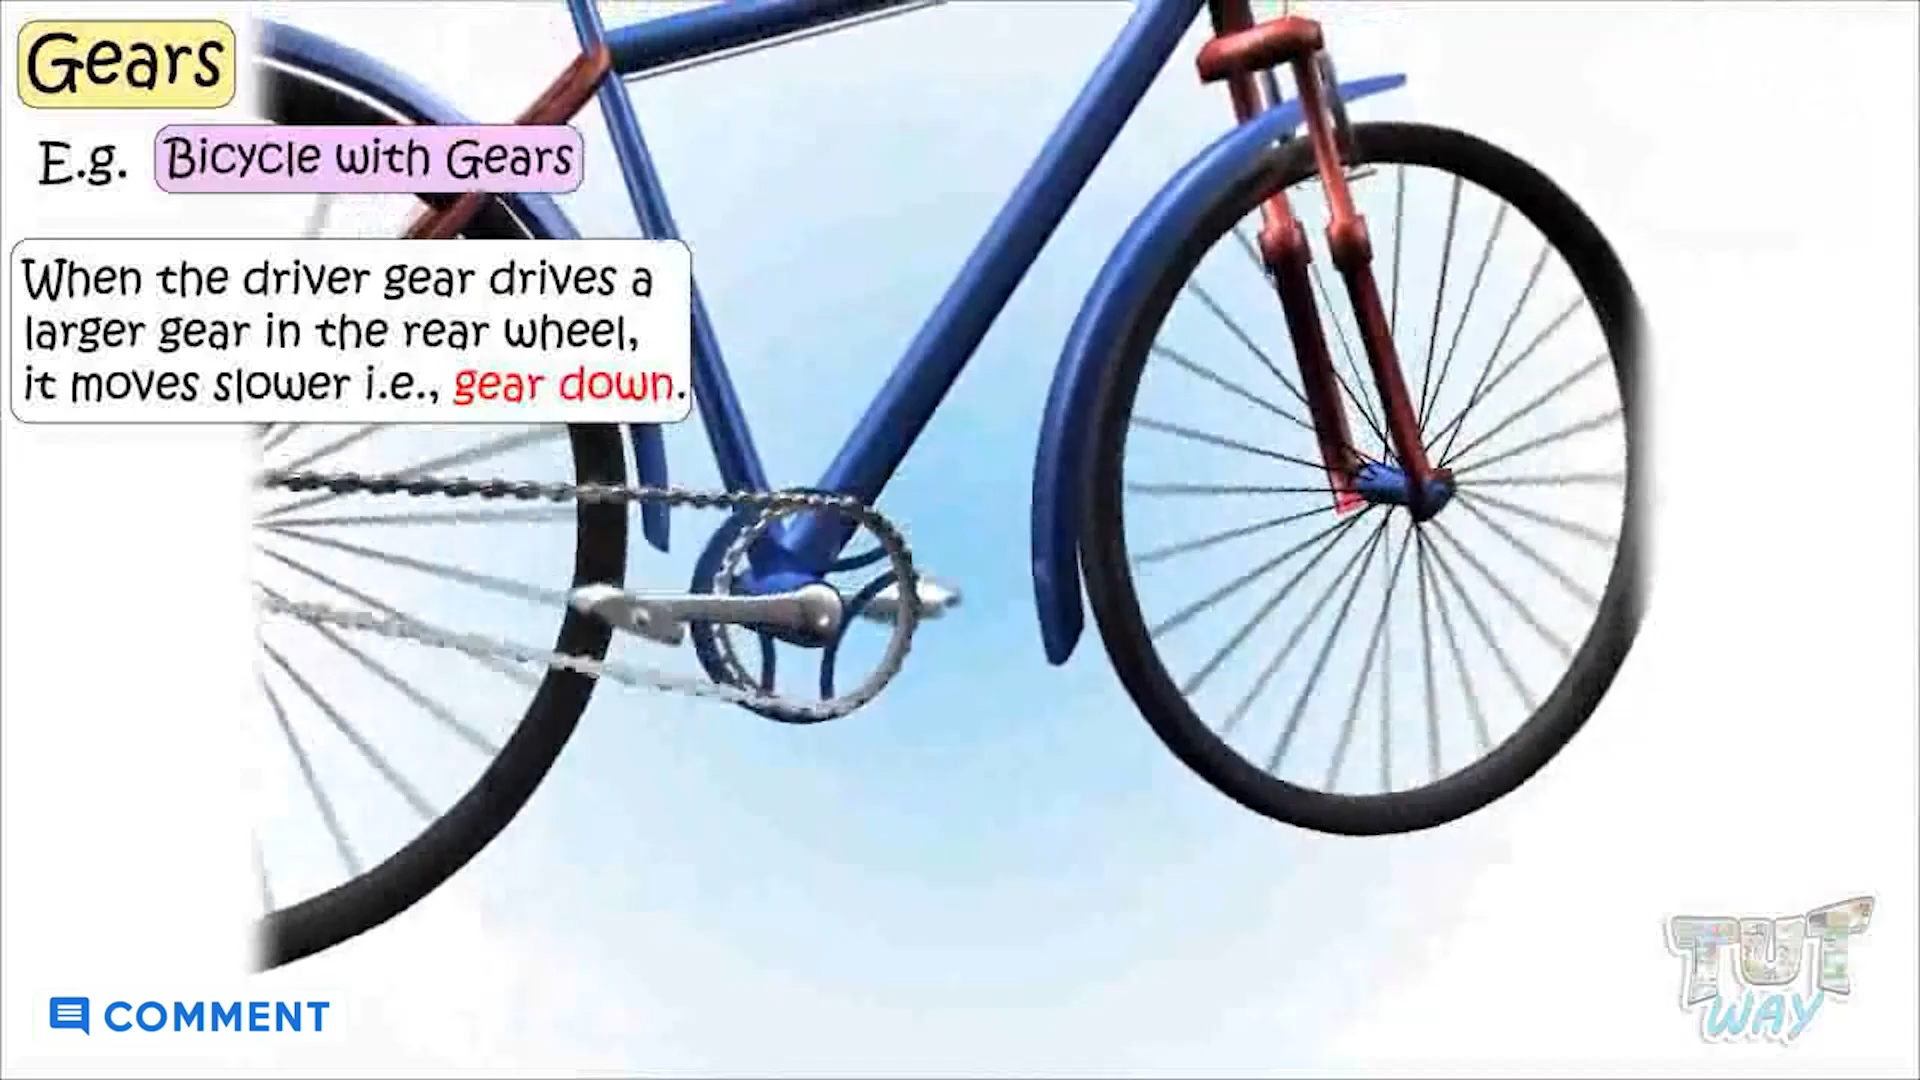 Gears
E.g. Bicycle with Gears
When the driver gear drives a
larger gear in the rear wheel,
it moves slower i.e., gear down.
COMMENT
TUT
WAY